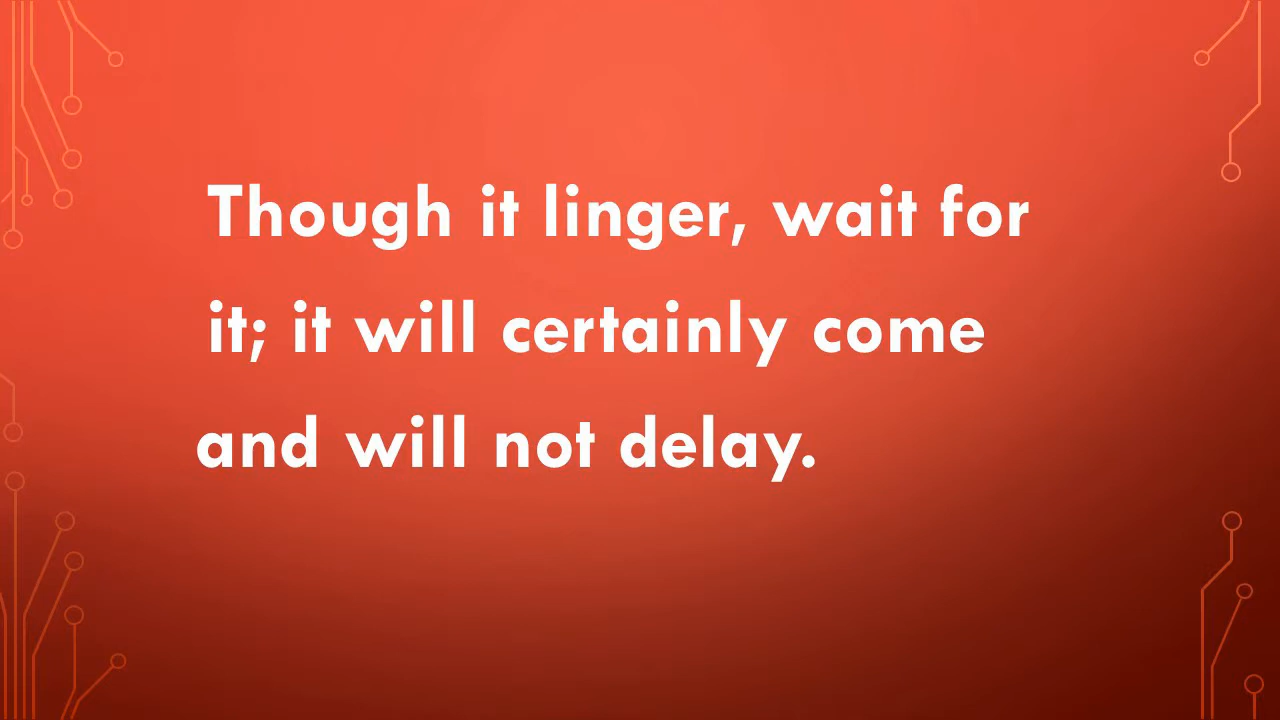 Though it linger, wait for
it; it will certainly come
and will not delay.